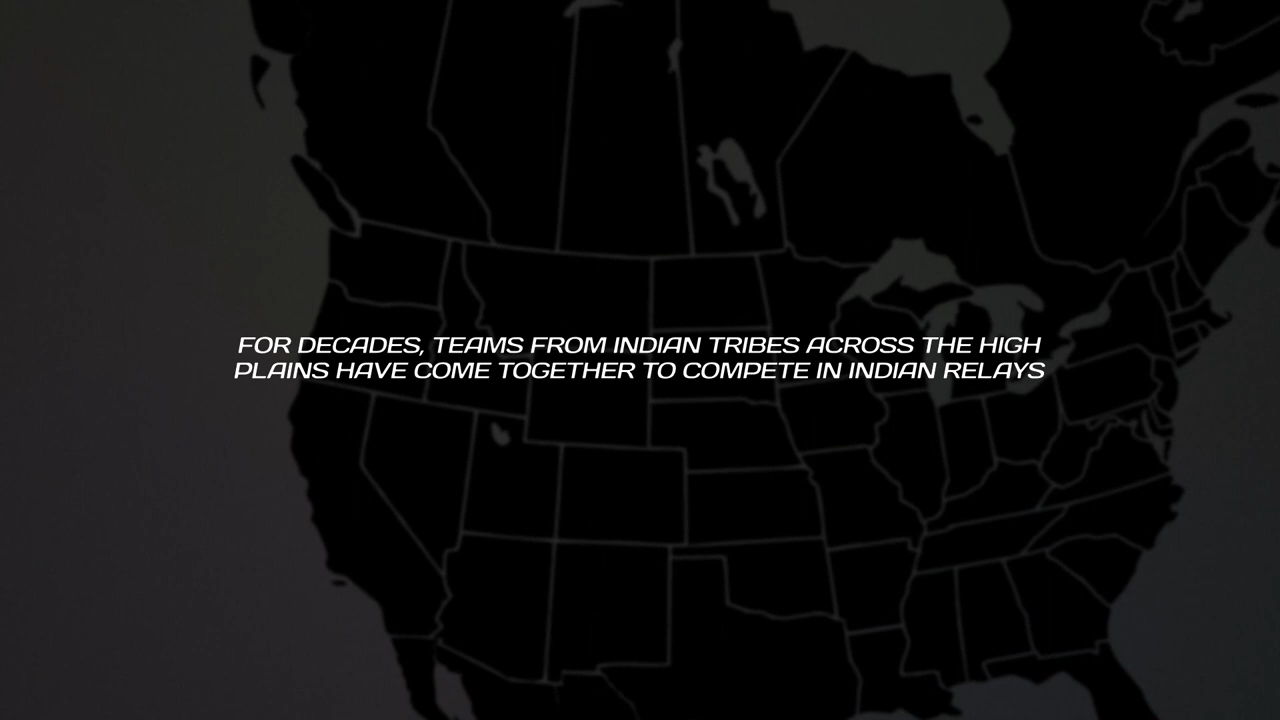 FOR DECADES, TEAMS FROM INDIAN TRIBES ACROSS THE HIGH
PLAINS HAVE COME TOGETHER TO COMPETE IN INDIAN RELAYS